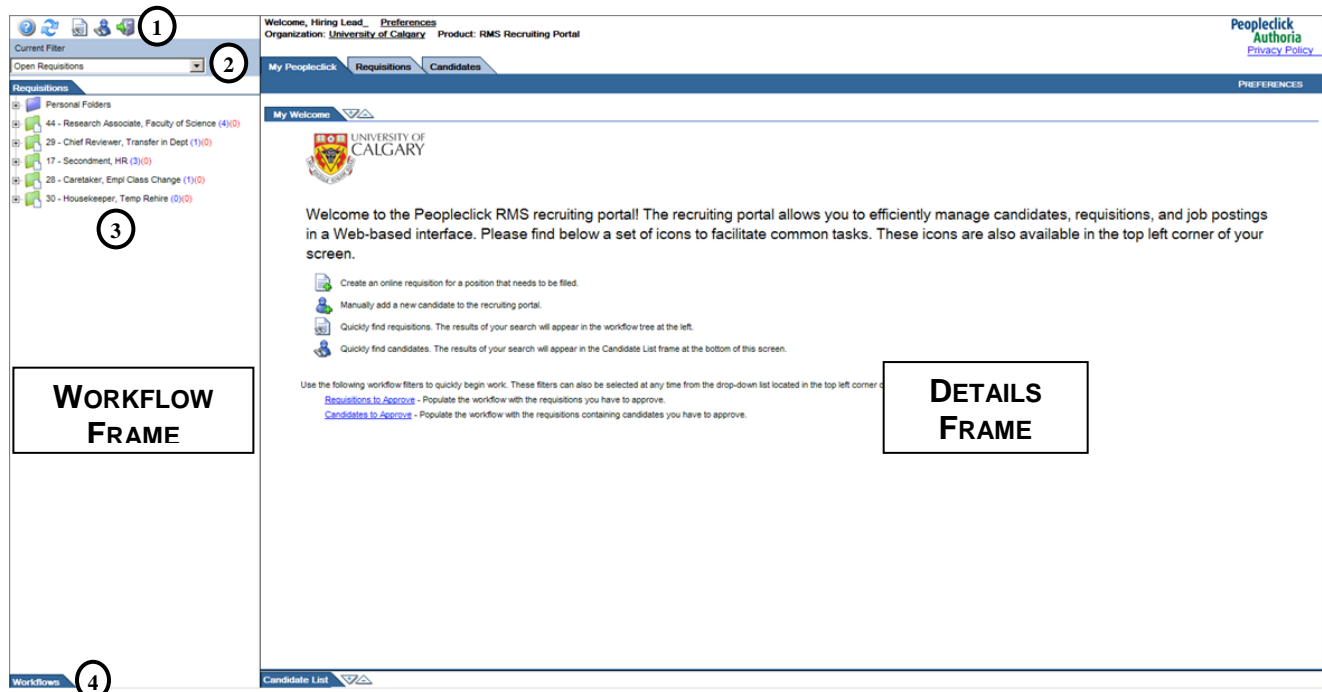 1
Current Filter
Open Requisitions
2
Requisitions
Personal Folders
44 - Research Associate, Faculty of Science (4)(0)
29 - Chief Reviewer, Transfer in Dept (1)(0)
17 - Secondment, HR (3)(0)
28 - Caretaker, Empl Class Change (1)(0)
30 - Housekeeper, Temp Rehire (0)(0)
3
WORKFLOW
FRAME
Workflows
4
Welcome, Hiring Lead_ Preferences
Organization: University of Calgary Product: RMS Recruiting Portal
Peopleclick
Authoria
Privacy Policy
My Peopleclick Requisitions Candidates
PREFERENCES
My Welcome
UNIVERSITY OF
CALGARY
Welcome to the Peopleclick RMS recruiting portal! The recruiting portal allows you to efficiently manage candidates, requisitions, and job postings
in a Web-based interface. Please find below a set of icons to facilitate common tasks. These icons are also available in the top left corner of your
screen.
Create an online requisition for a position that needs to be filled.
Manually add a new candidate to the recruiting portal.
Quickly find requisitions. The results of your search will appear in the workflow tree at the left.
Quickly find candidates. The results of your search will appear in the Candidate List frame at the bottom of this screen.
Use the following workflow filters to quickly begin work. These filters can also be selected at any time from the drop-down list located in the top left corner
Requisitions to Approve - Populate the workflow with the requisitions you have to approve.
Candidates to Approve - Populate the workflow with the requisitions containing candidates you have to approve.
DETAILS
FRAME
Candidate List